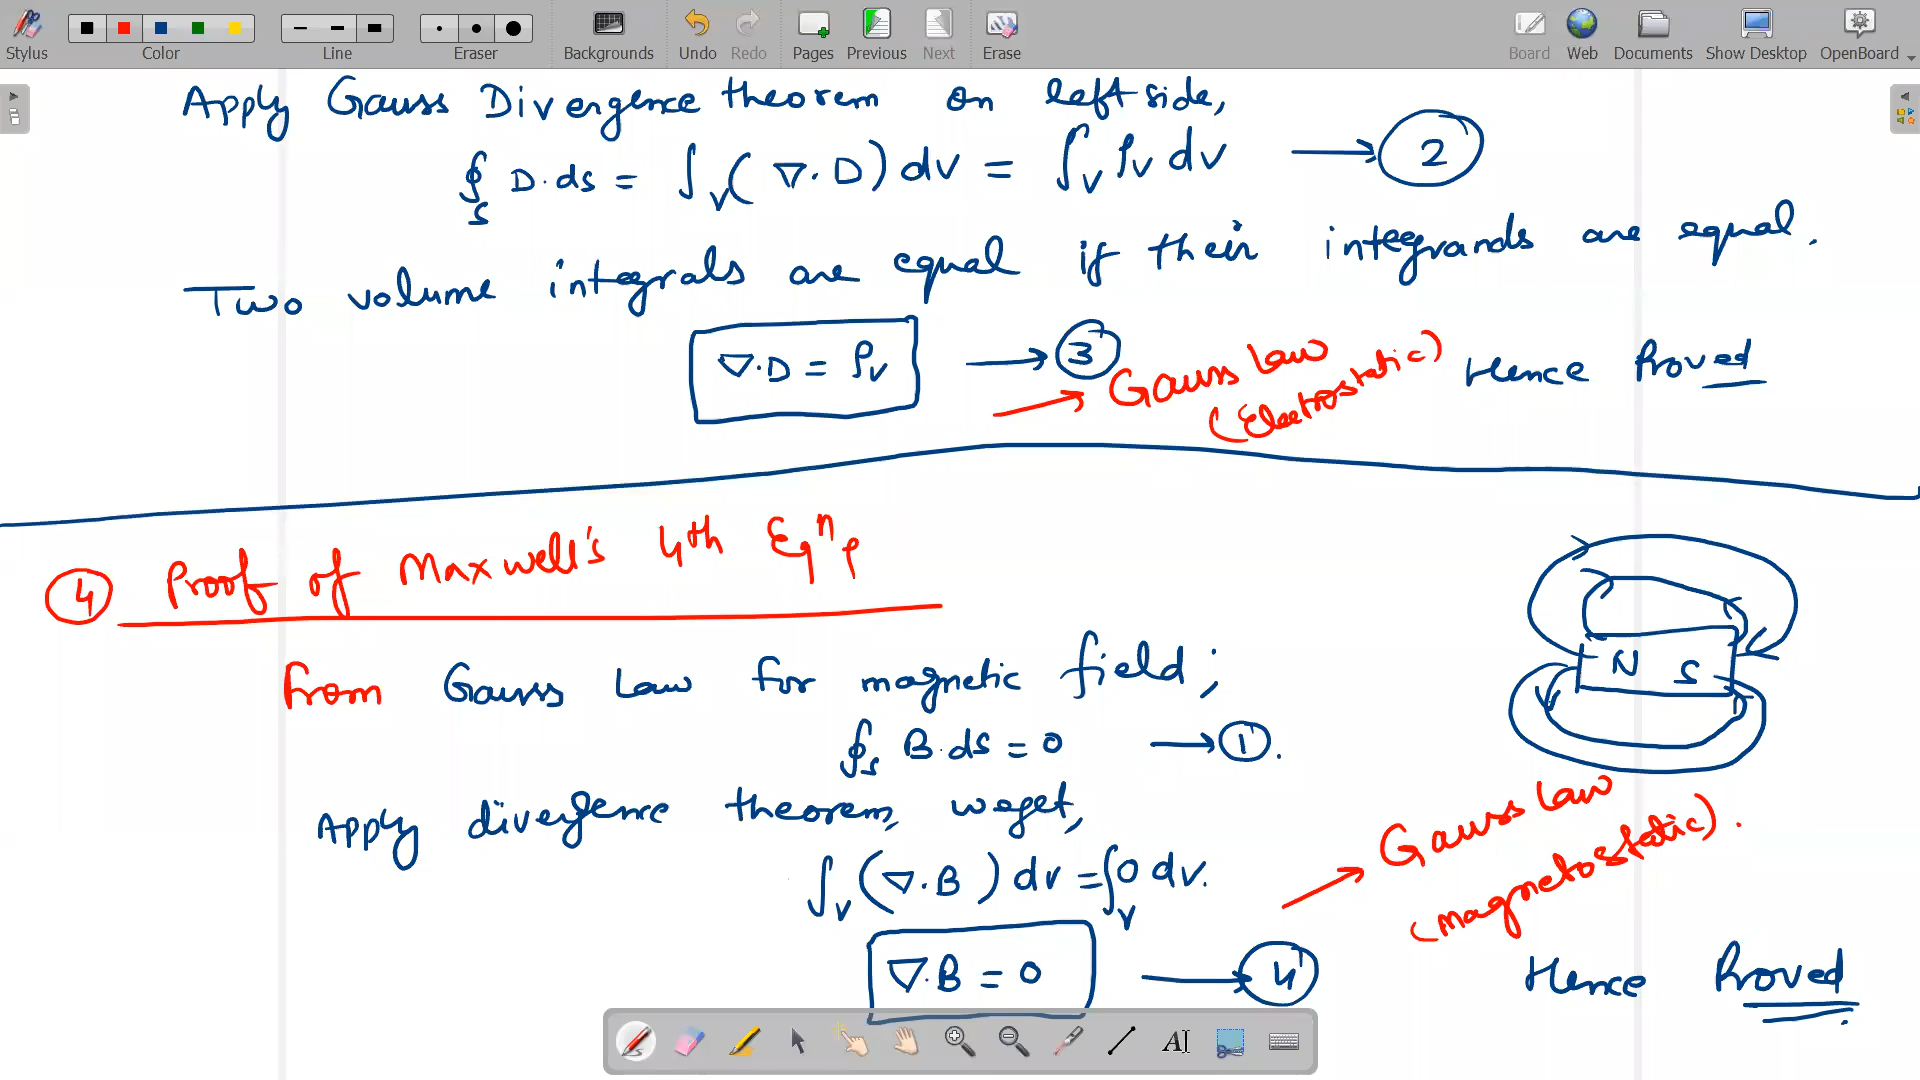 Stylus Color Line Eraser Backgrounds Undo Redo Pages Previous Next Erase Board Web Documents Show Desktop OpenBoard
Apply Gauss Divergence theorem on left side,
∮s D·ds = ∫v (∇·D) dv = ∫v ρv dv → 2
Two volume integrals are equal if their integrands are equal.
∇·D = ρv → 3 → Gauss Law (Electrostatic) Hence Proved
4 Proof of Maxwell's 4th Eqn ;
From Gauss Law for magnetic field;
N S
∮s B·ds = 0 → 1.
Apply divergence theorem, we get,
∫v (∇·B) dv = ∫v 0 dv.
→ Gauss Law
(magnetostatic).
∇·B = 0 → 4
Hence Proved